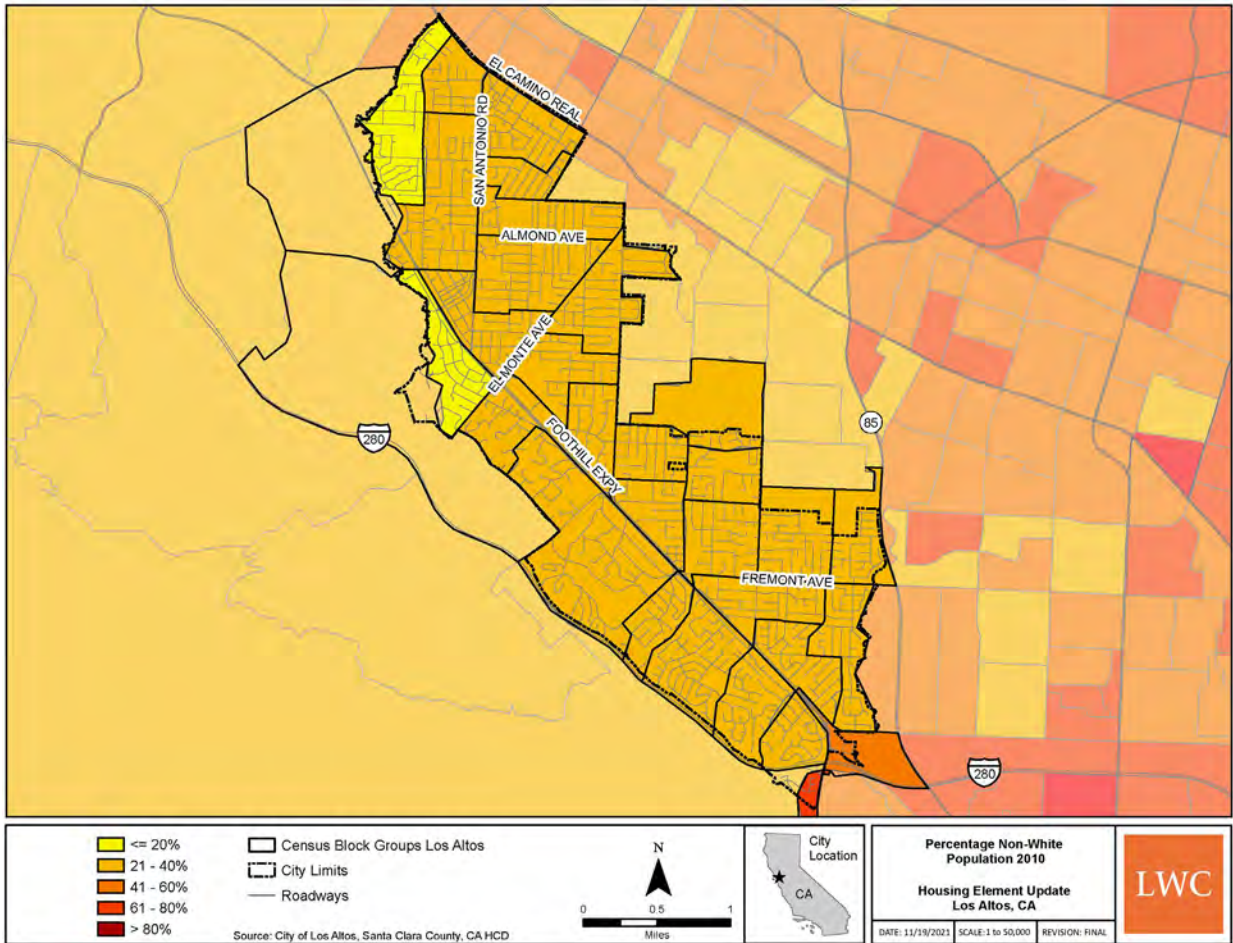 EL CAMINO REAL
SAN ANTONIO RD
ALMOND AVE
EL MONTE AVE
FOOTHILL EXPY
280
85
FREMONT AVE
280
<= 20%
21 - 40%
41 - 60%
61 - 80%
> 80%
Census Block Groups Los Altos
City Limits
Roadways
Source: City of Los Altos, Santa Clara County, CA HCD
N
0 0.5 1
Miles
City
Location
CA
Percentage Non-White
Population 2010
Housing Element Update
Los Altos, CA
DATE: 11/19/2021 SCALE: 1 to 50,000 REVISION: FINAL
LWC